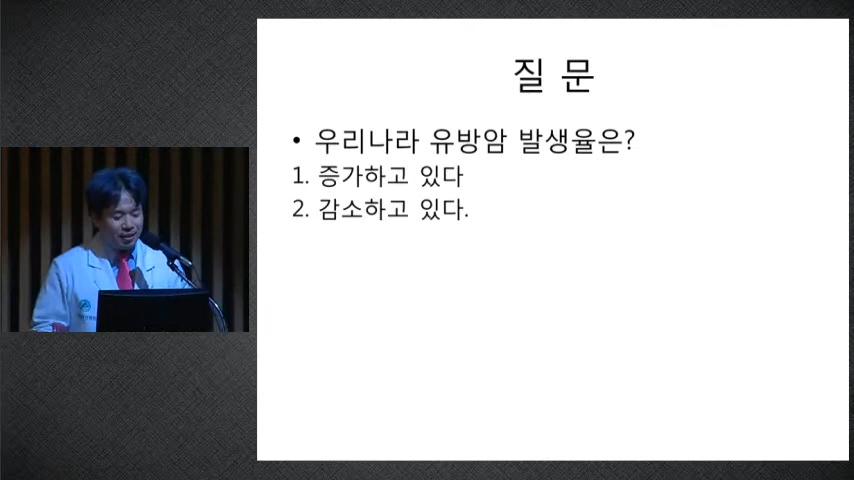 질 문
• 우리나라 유방암 발생율은?
1. 증가하고 있다
2. 감소하고 있다.